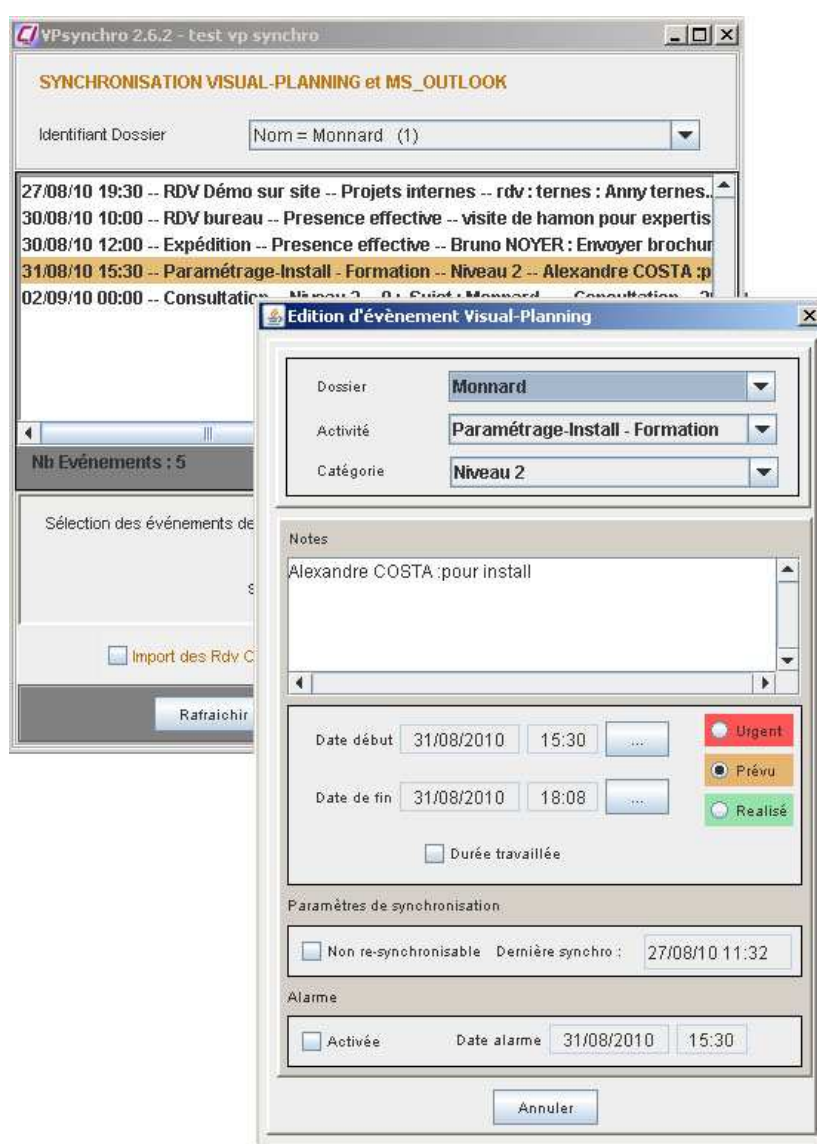 VPsynchro 2.6.2 - test vp synchro
SYNCHRONISATION VISUAL-PLANNING et MS_OUTLOOK
Identifiant Dossier Nom = Monnard (1)
27/08/10 19:30 -- RDV Démo sur site -- Projets internes -- rdv : ternes : Anny ternes..
30/08/10 10:00 -- RDV bureau -- Presence effective -- visite de hamon pour expertis
30/08/10 12:00 -- Expédition -- Presence effective -- Bruno NOYER : Envoyer brochur
31/08/10 15:30 -- Paramétrage-Install - Formation -- Niveau 2 -- Alexandre COSTA :p
02/09/10 00:00 -- Consultation -- Niveau 2 -- 0 : Sujet : Monnard -- Consultation
Nb Evénements : 5
Sélection des événements de
Import des Rdv
Rafraichir
Edition d'évènement Visual-Planning
Dossier Monnard
Activité Paramétrage-Install - Formation
Catégorie Niveau 2
Notes
Alexandre COSTA :pour install
Date début 31/08/2010 15:30 ... Urgent
Prévu
Date de fin 31/08/2010 18:08 ...
Realisé
Durée travaillée
Paramètres de synchronisation
Non re-synchronisable Dernière synchro : 27/08/10 11:32
Alarme
Activée Date alarme 31/08/2010 15:30
Annuler